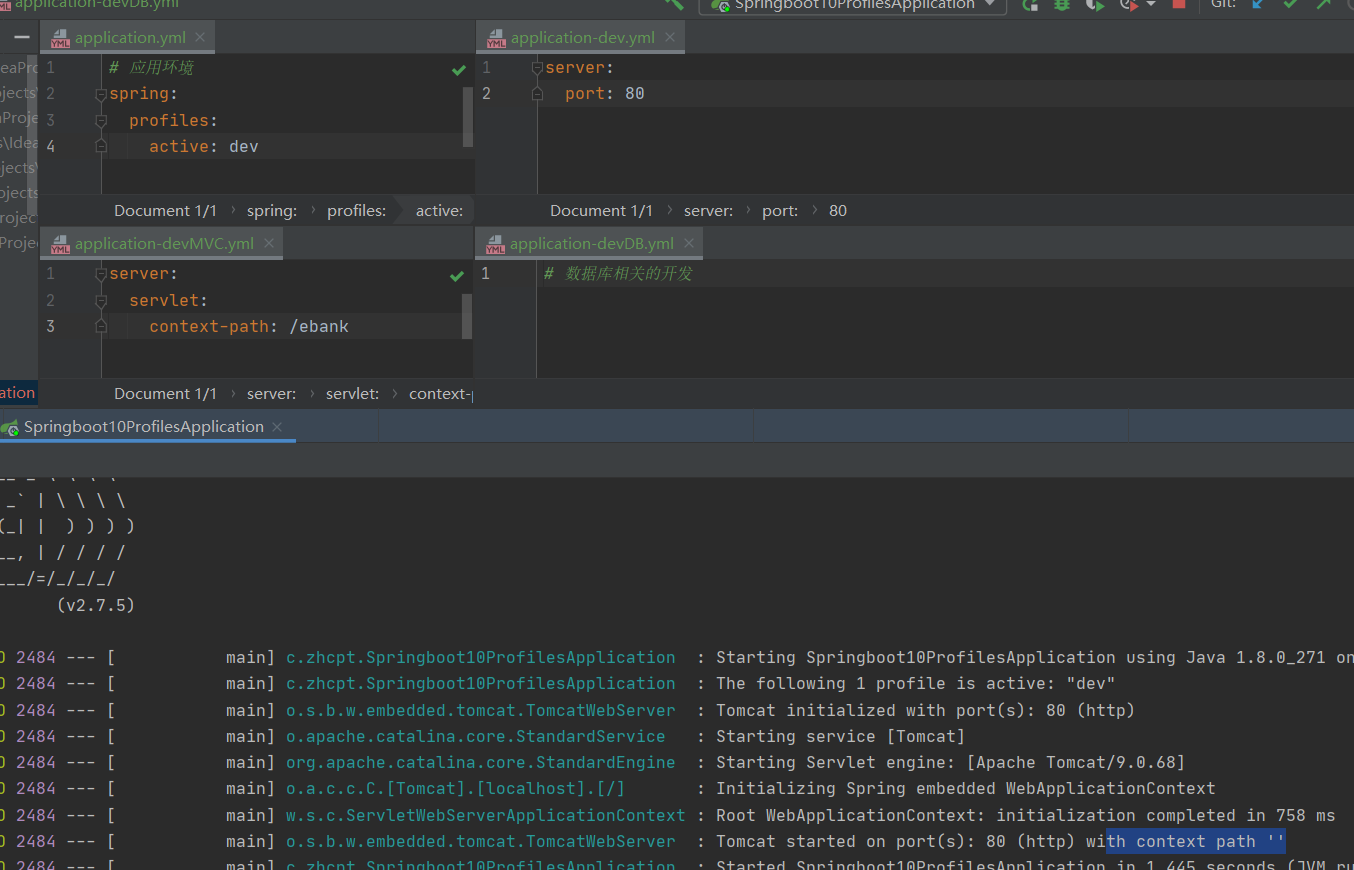 application-devDB.yml
Springboot10ProfilesApplication
Git:
application.yml
application-dev.yml
1 # 应用环境
2 spring:
3 profiles:
4 active: dev
Document 1/1 › spring: › profiles: › active:
1 server:
2 port: 80
Document 1/1 › server: › port: › 80
application-devMVC.yml
application-devDB.yml
1 server:
2 servlet:
3 context-path: /ebank
Document 1/1 › server: › servlet: › context-
1 # 数据库相关的开发
ation
Springboot10ProfilesApplication
_` | \ \ \ \
(_| | ) ) ) )
__, | / / / /
___/=/_/_/_/
(v2.7.5)
2484 --- [ main] c.zhcpt.Springboot10ProfilesApplication : Starting Springboot10ProfilesApplication using Java 1.8.0_271 on
2484 --- [ main] c.zhcpt.Springboot10ProfilesApplication : The following 1 profile is active: "dev"
2484 --- [ main] o.s.b.w.embedded.tomcat.TomcatWebServer : Tomcat initialized with port(s): 80 (http)
2484 --- [ main] o.apache.catalina.core.StandardService : Starting service [Tomcat]
2484 --- [ main] org.apache.catalina.core.StandardEngine : Starting Servlet engine: [Apache Tomcat/9.0.68]
2484 --- [ main] o.a.c.c.C.[Tomcat].[localhost].[/] : Initializing Spring embedded WebApplicationContext
2484 --- [ main] w.s.c.ServletWebServerApplicationContext : Root WebApplicationContext: initialization completed in 758 ms
2484 --- [ main] o.s.b.w.embedded.tomcat.TomcatWebServer : Tomcat started on port(s): 80 (http) with context path ''
2484 --- [ main] c.zhcpt.Springboot10ProfilesApplication : Started Springboot10ProfilesApplication in 1.445 seconds (JVM ru